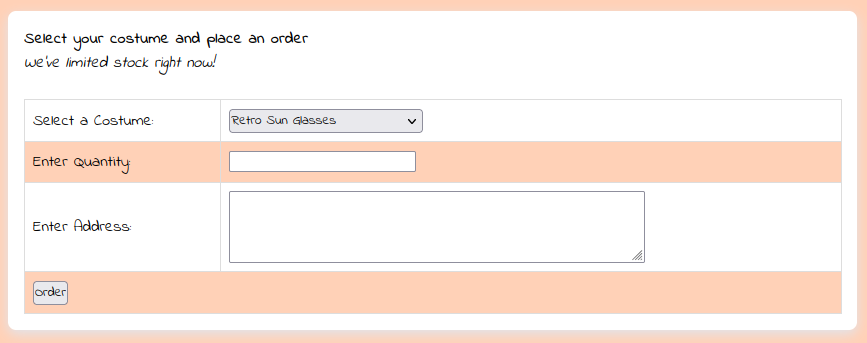 Select your costume and place an order
We've limited stock right now!
Select a Costume:
Retro Sun Glasses
Enter Quantity:
Enter Address:
Order